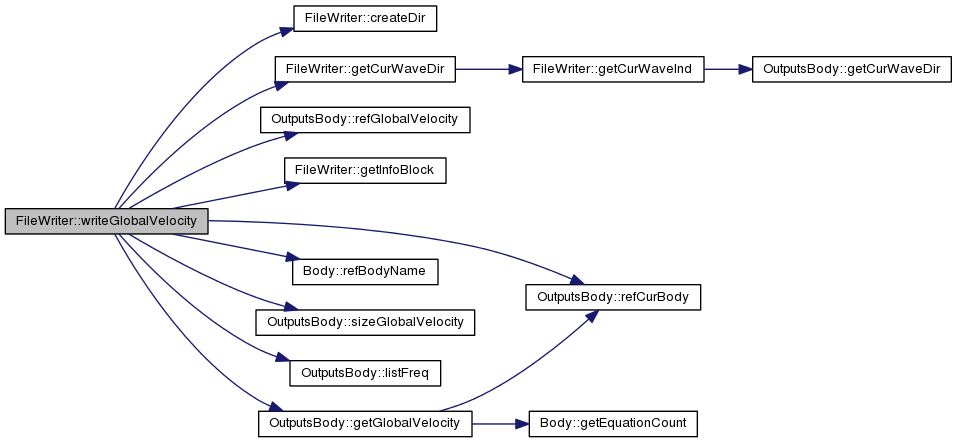 FileWriter::createDir
FileWriter::getCurWaveDir
FileWriter::getCurWaveInd
OutputsBody::getCurWaveDir
OutputsBody::refGlobalVelocity
FileWriter::getInfoBlock
FileWriter::writeGlobalVelocity
Body::refBodyName
OutputsBody::refCurBody
OutputsBody::sizeGlobalVelocity
OutputsBody::listFreq
OutputsBody::getGlobalVelocity
Body::getEquationCount